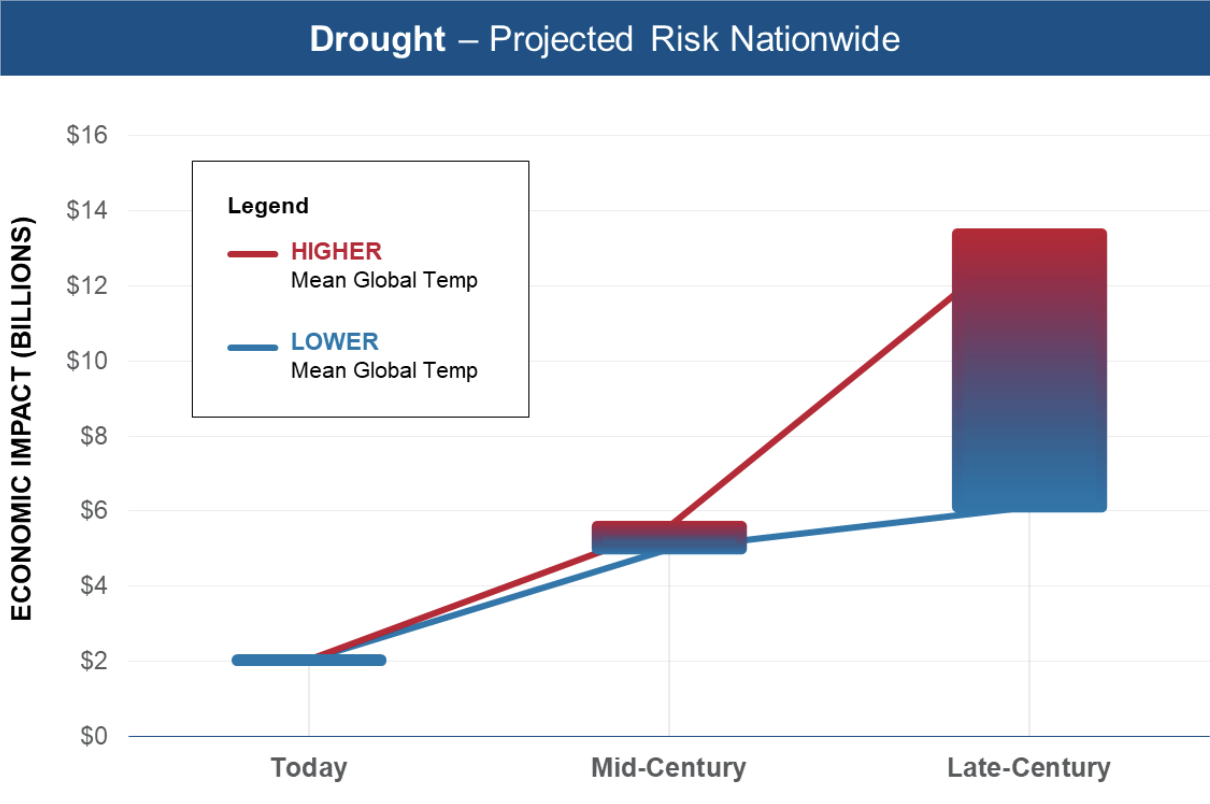 Drought – Projected Risk Nationwide
ECONOMIC IMPACT (BILLIONS)
$16
$14
$12
$10
$8
$6
$4
$2
$0
Legend
HIGHER
Mean Global Temp
LOWER
Mean Global Temp
Today
Mid-Century
Late-Century